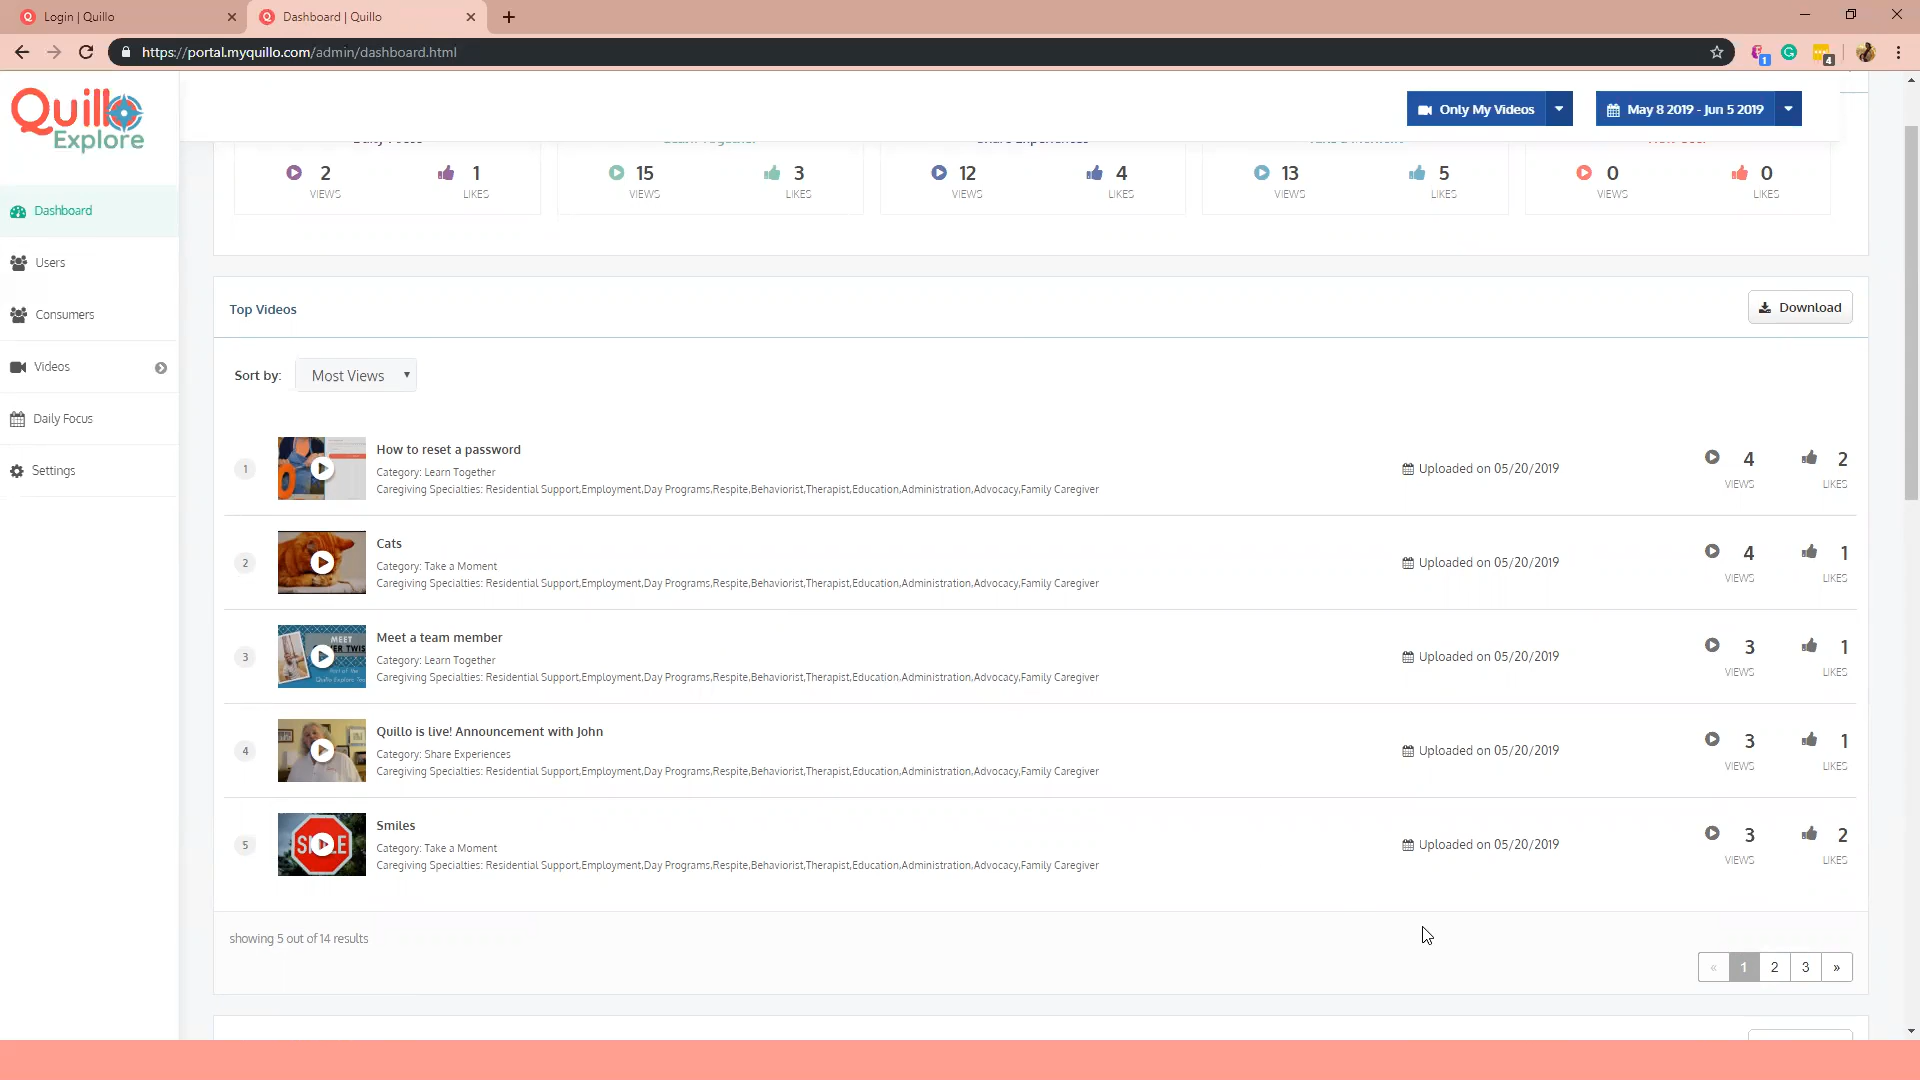 Login | Quillo
Dashboard | Quillo
https://portal.myquillo.com/admin/dashboard.html
1
4
Quillo
Explore
Only My Videos
May 8 2019 - Jun 5 2019
Dashboard
Users
Consumers
Videos
Daily Focus
Settings
2 VIEWS 1 LIKES
15 VIEWS 3 LIKES
12 VIEWS 4 LIKES
13 VIEWS 5 LIKES
0 VIEWS 0 LIKES
Top Videos
Download
Sort by: Most Views
1
How to reset a password
Category: Learn Together
Caregiving Specialties: Residential Support,Employment,Day Programs,Respite,Behaviorist,Therapist,Education,Administration,Advocacy,Family Caregiver
Uploaded on 05/20/2019
4 VIEWS 2 LIKES
2
Cats
Category: Take a Moment
Caregiving Specialties: Residential Support,Employment,Day Programs,Respite,Behaviorist,Therapist,Education,Administration,Advocacy,Family Caregiver
Uploaded on 05/20/2019
4 VIEWS 1 LIKES
3
MEET
Meet a team member
Category: Learn Together
Caregiving Specialties: Residential Support,Employment,Day Programs,Respite,Behaviorist,Therapist,Education,Administration,Advocacy,Family Caregiver
Uploaded on 05/20/2019
3 VIEWS 1 LIKES
4
Quillo is live! Announcement with John
Category: Share Experiences
Caregiving Specialties: Residential Support,Employment,Day Programs,Respite,Behaviorist,Therapist,Education,Administration,Advocacy,Family Caregiver
Uploaded on 05/20/2019
3 VIEWS 1 LIKES
5
Smiles
Category: Take a Moment
Caregiving Specialties: Residential Support,Employment,Day Programs,Respite,Behaviorist,Therapist,Education,Administration,Advocacy,Family Caregiver
Uploaded on 05/20/2019
3 VIEWS 2 LIKES
showing 5 out of 14 results
« 1 2 3 »